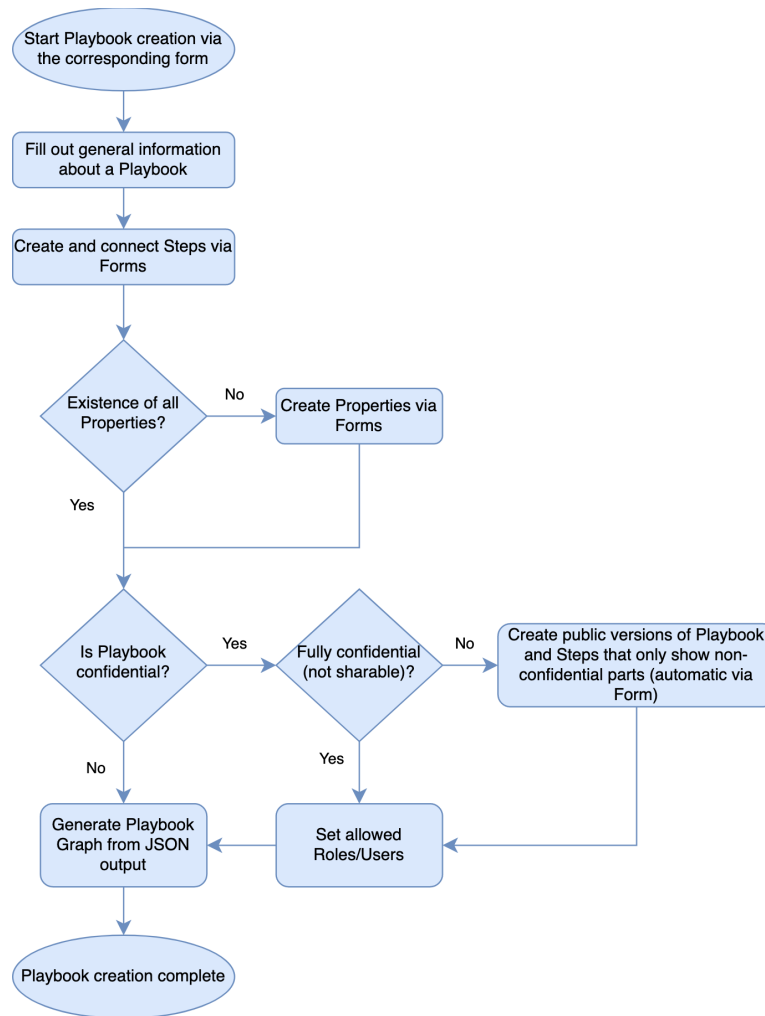 Start Playbook creation via
the corresponding form
Fill out general information
about a Playbook
Create and connect Steps via
Forms
Existence of all
Properties?
No
Create Properties via
Forms
Yes
Is Playbook
confidential?
Yes
Fully confidential
(not sharable)?
No
Create public versions of Playbook
and Steps that only show non-
confidential parts (automatic via
Form)
No
Yes
Generate Playbook
Graph from JSON
output
Set allowed
Roles/Users
Playbook creation complete